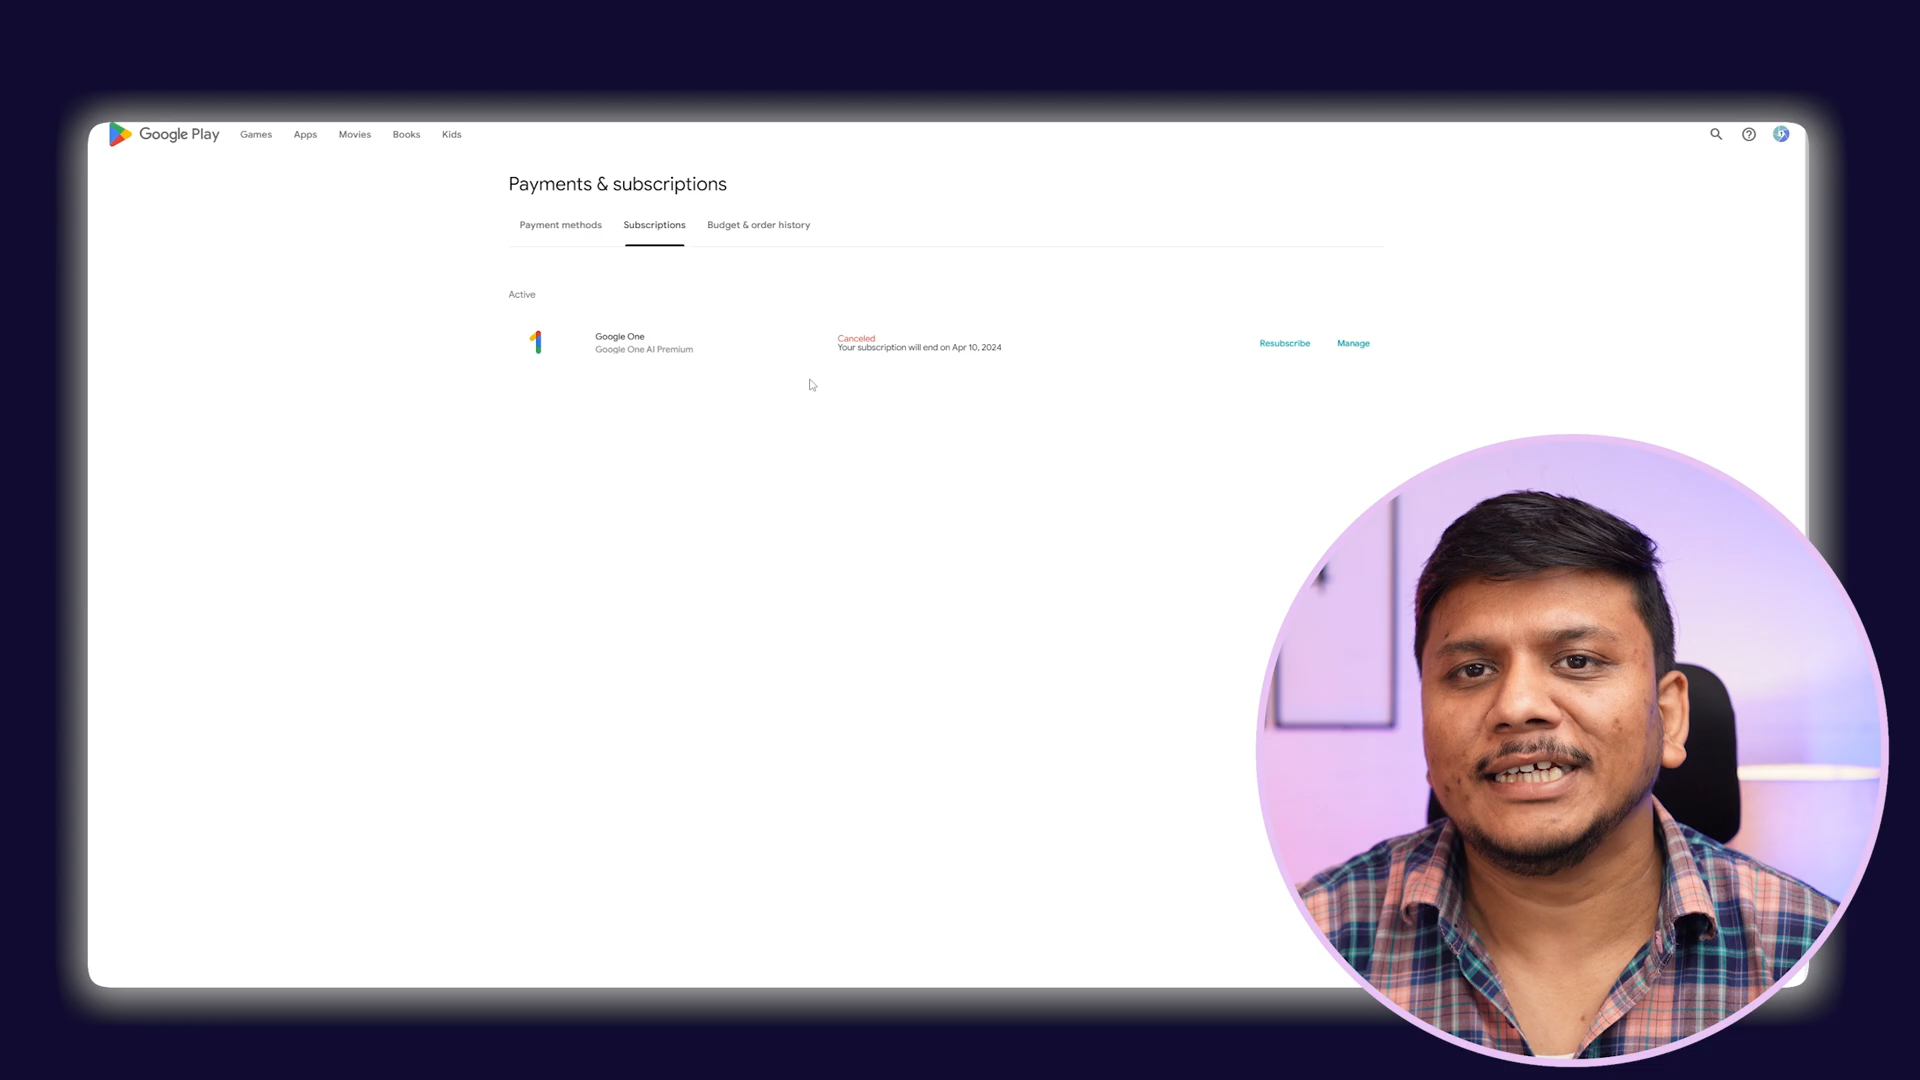 Google Play Games Apps Movies Books Kids
Payments & subscriptions
Payment methods Subscriptions Budget & order history
Active
Google One
Google One AI Premium
Canceled
Your subscription will end on Apr 10, 2024
Resubscribe Manage